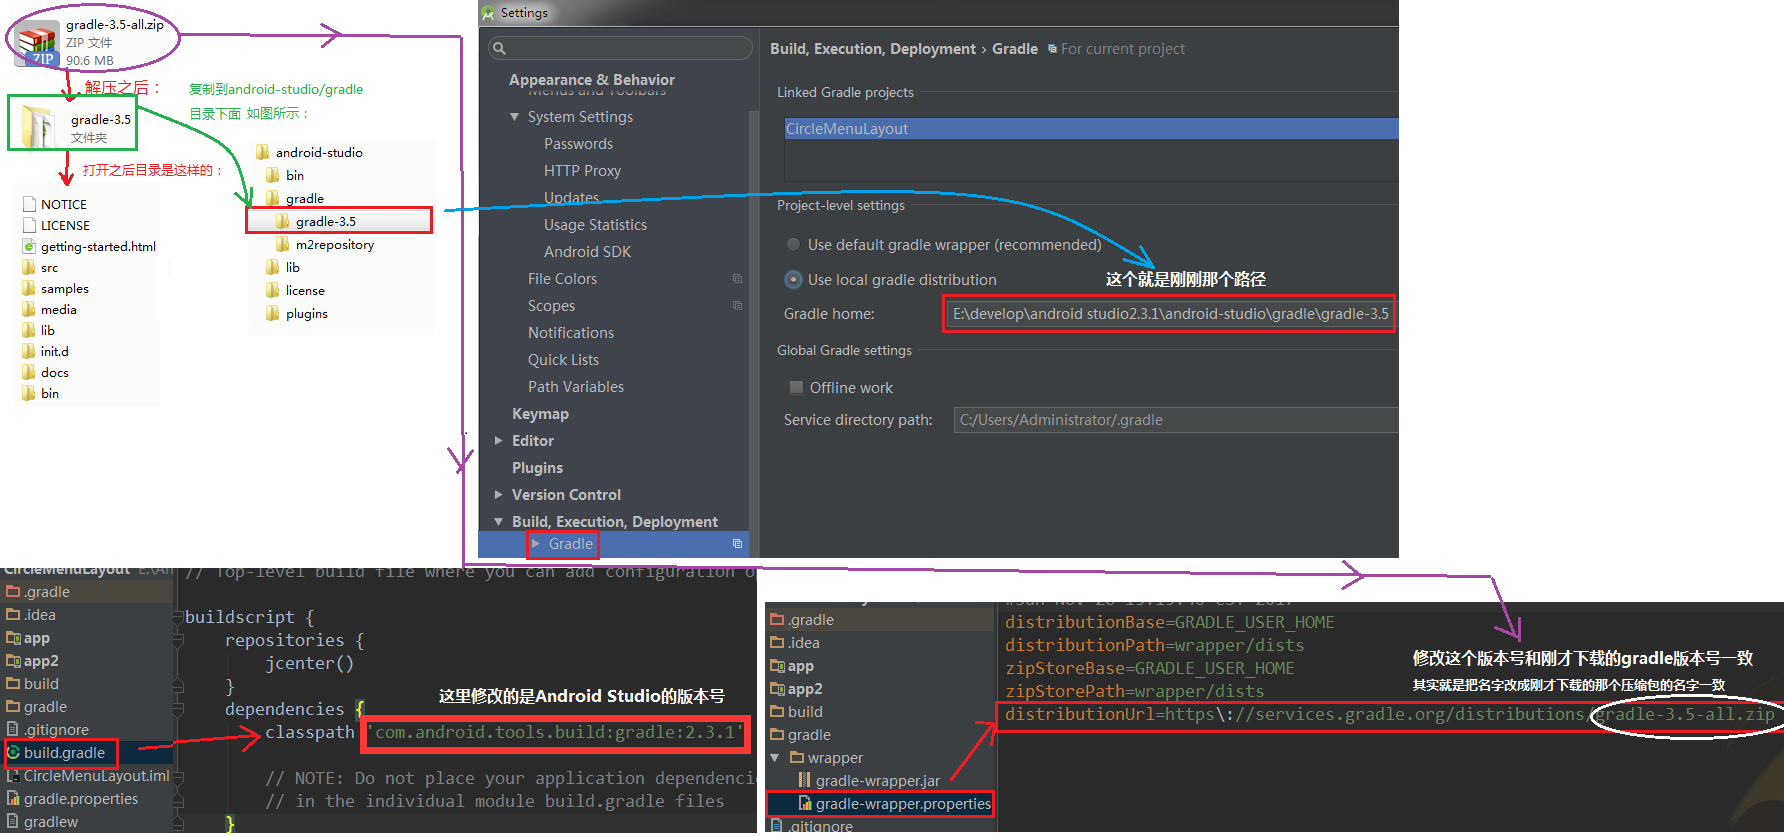 gradle-3.5-all.zip
ZIP 文件
90.6 MB
ZIP
解压之后：
复制到android-studio/gradle
目录下面 如图所示：
gradle-3.5
文件夹
打开之后目录是这样的：
NOTICE
LICENSE
getting-started.html
src
samples
media
lib
init.d
docs
bin
android-studio
bin
gradle
gradle-3.5
m2repository
lib
license
plugins
Settings
Appearance & Behavior
Menus and Toolbars
System Settings
Passwords
HTTP Proxy
Updates
Usage Statistics
Android SDK
File Colors
Scopes
Notifications
Quick Lists
Path Variables
Keymap
Editor
Plugins
Version Control
Build, Execution, Deployment
Gradle
Build, Execution, Deployment › Gradle For current project
Linked Gradle projects
CircleMenuLayout
Project-level settings
Use default gradle wrapper (recommended)
Use local gradle distribution
这个就是刚刚那个路径
Gradle home: E:\develop\android studio2.3.1\android-studio\gradle\gradle-3.5
Global Gradle settings
Offline work
Service directory path: C:/Users/Administrator/.gradle
CircleMenuLayout
.gradle
.idea
app
app2
build
gradle
.gitignore
build.gradle
CircleMenuLayout.iml
gradle.properties
gradlew
// Top-level build file where you can add configuration
buildscript {
repositories {
jcenter()
}
这里修改的是Android Studio的版本号
dependencies {
classpath 'com.android.tools.build:gradle:2.3.1'
// NOTE: Do not place your application dependenci
// in the individual module build.gradle files
}
.gradle
.idea
app
app2
build
gradle
wrapper
gradle-wrapper.jar
gradle-wrapper.properties
.gitignore
distributionBase=GRADLE_USER_HOME
distributionPath=wrapper/dists
zipStoreBase=GRADLE_USER_HOME
zipStorePath=wrapper/dists
修改这个版本号和刚才下载的gradle版本号一致
其实就是把名字改成刚才下载的那个压缩包的名字一致
distributionUrl=https\://services.gradle.org/distributions/gradle-3.5-all.zip